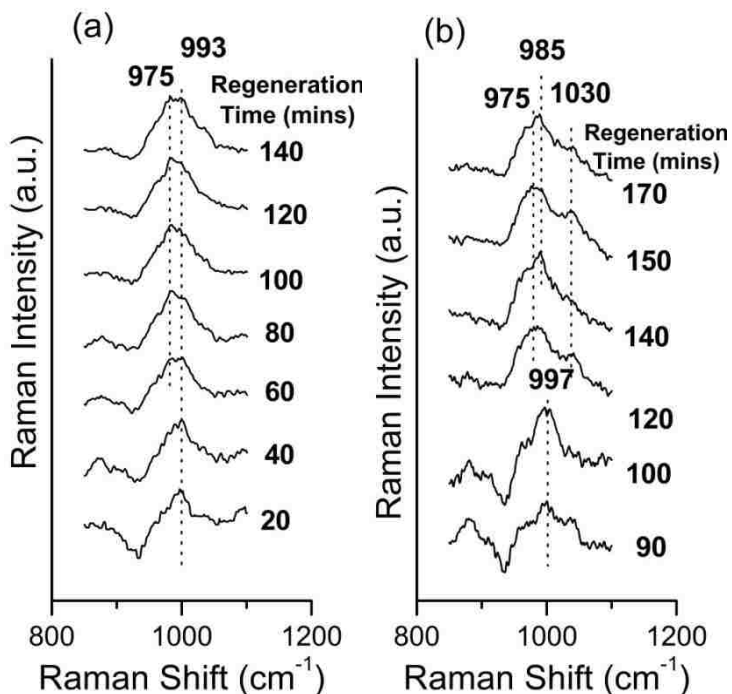 (a)
993
975
Regeneration
Time (mins)
140
120
100
80
60
40
20
Raman Intensity (a.u.)
800 1000 1200
Raman Shift (cm⁻¹)
(b)
985
975
1030
Regeneration
Time (mins)
170
150
140
997
120
100
90
Raman Intensity (a.u.)
800 1000 1200
Raman Shift (cm⁻¹)